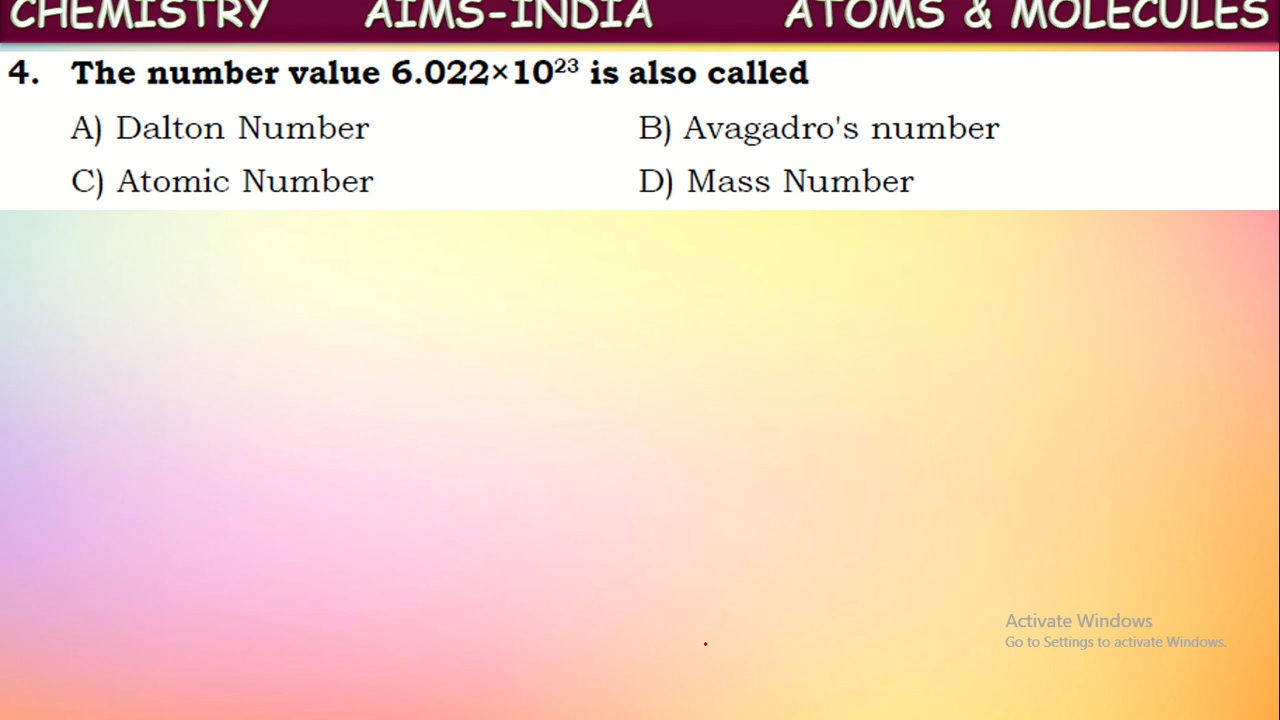 CHEMISTRY AIMS-INDIA ATOMS & MOLECULES
4. The number value 6.022×10²³ is also called
A) Dalton Number B) Avagadro's number
C) Atomic Number D) Mass Number
Activate Windows
Go to Settings to activate Windows.